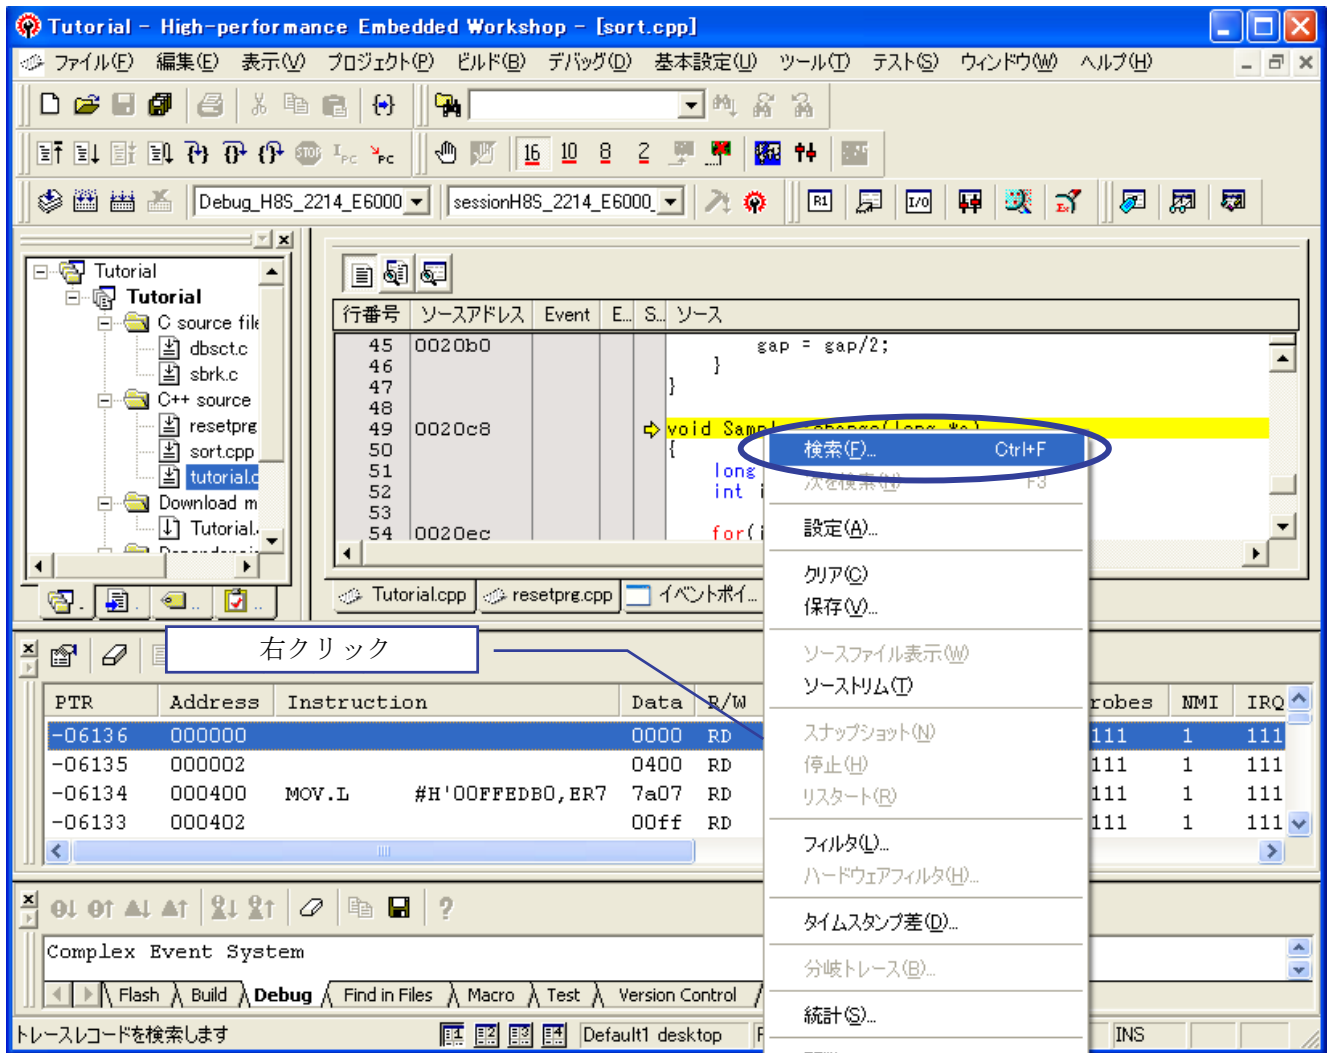 Tutorial - High-performance Embedded Workshop - [sort.cpp]
ファイル(F) 編集(E) 表示(V) プロジェクト(P) ビルド(B) デバッグ(D) 基本設定(U) ツール(T) テスト(S) ウィンドウ(W) ヘルプ(H)
16 10 8 2
Debug_H8S_2214_E6000 sessionH8S_2214_E6000_
Tutorial
Tutorial
C source file
dbsct.c
sbrk.c
C++ source
resetprg
sort.cpp
tutorial.c
Download m
Tutorial.
行番号 ソースアドレス Event E... S... ソース
45 0020b0 gap = gap/2;
46 }
47 }
48
49 0020c8 void
50 {
51 long
52 int i
53
54 0020ec for(i
Tutorial.cpp resetprg.cpp イベントポイ...
検索(F)... Ctrl+F
次を検索(N) F3
設定(A)...
クリア(C)
保存(V)...
ソースファイル表示(W)
ソーストリム(T)
スナップショット(N)
停止(H)
リスタート(R)
フィルタ(L)...
ハードウェアフィルタ(H)...
タイムスタンプ差(D)...
分岐トレース(B)...
統計(S)...
右クリック
PTR Address Instruction Data R/W robes NMI IRQ
-06136 000000 0000 RD 111 1 111
-06135 000002 0400 RD 111 1 111
-06134 000400 MOV.L #H'00FFEDB0,ER7 7a07 RD 111 1 111
-06133 000402 00ff RD 111 1 111
Complex Event System
Flash Build Debug Find in Files Macro Test Version Control
トレースレコードを検索します Default1 desktop INS